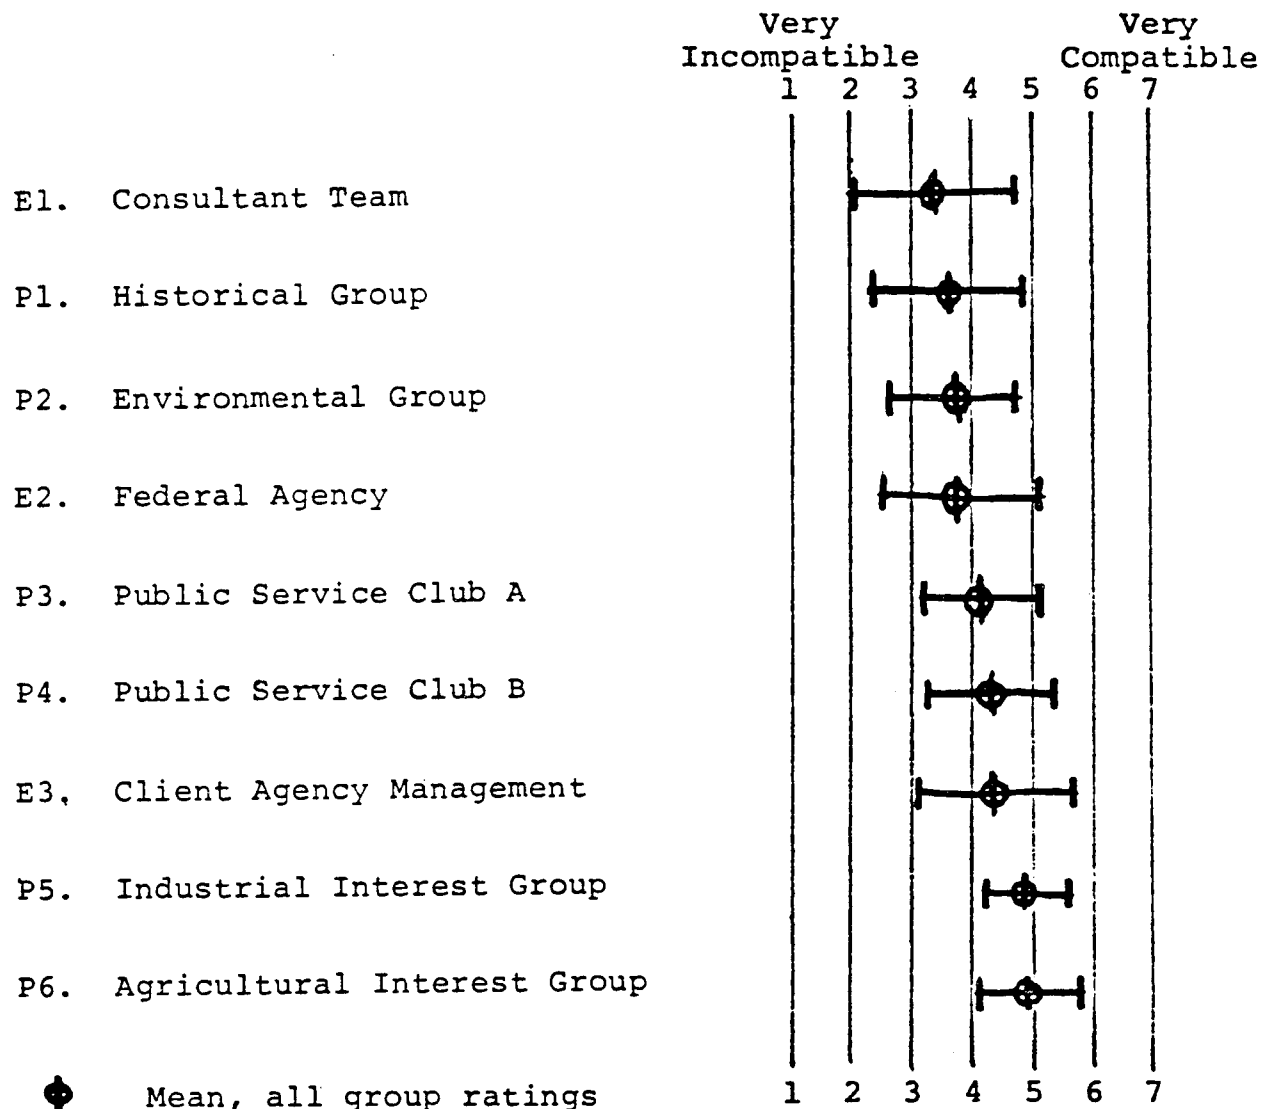 Very Very
Incompatible Compatible
1 2 3 4 5 6 7
E1. Consultant Team
P1. Historical Group
P2. Environmental Group
E2. Federal Agency
P3. Public Service Club A
P4. Public Service Club B
E3. Client Agency Management
P5. Industrial Interest Group
P6. Agricultural Interest Group
Mean, all group ratings 1 2 3 4 5 6 7